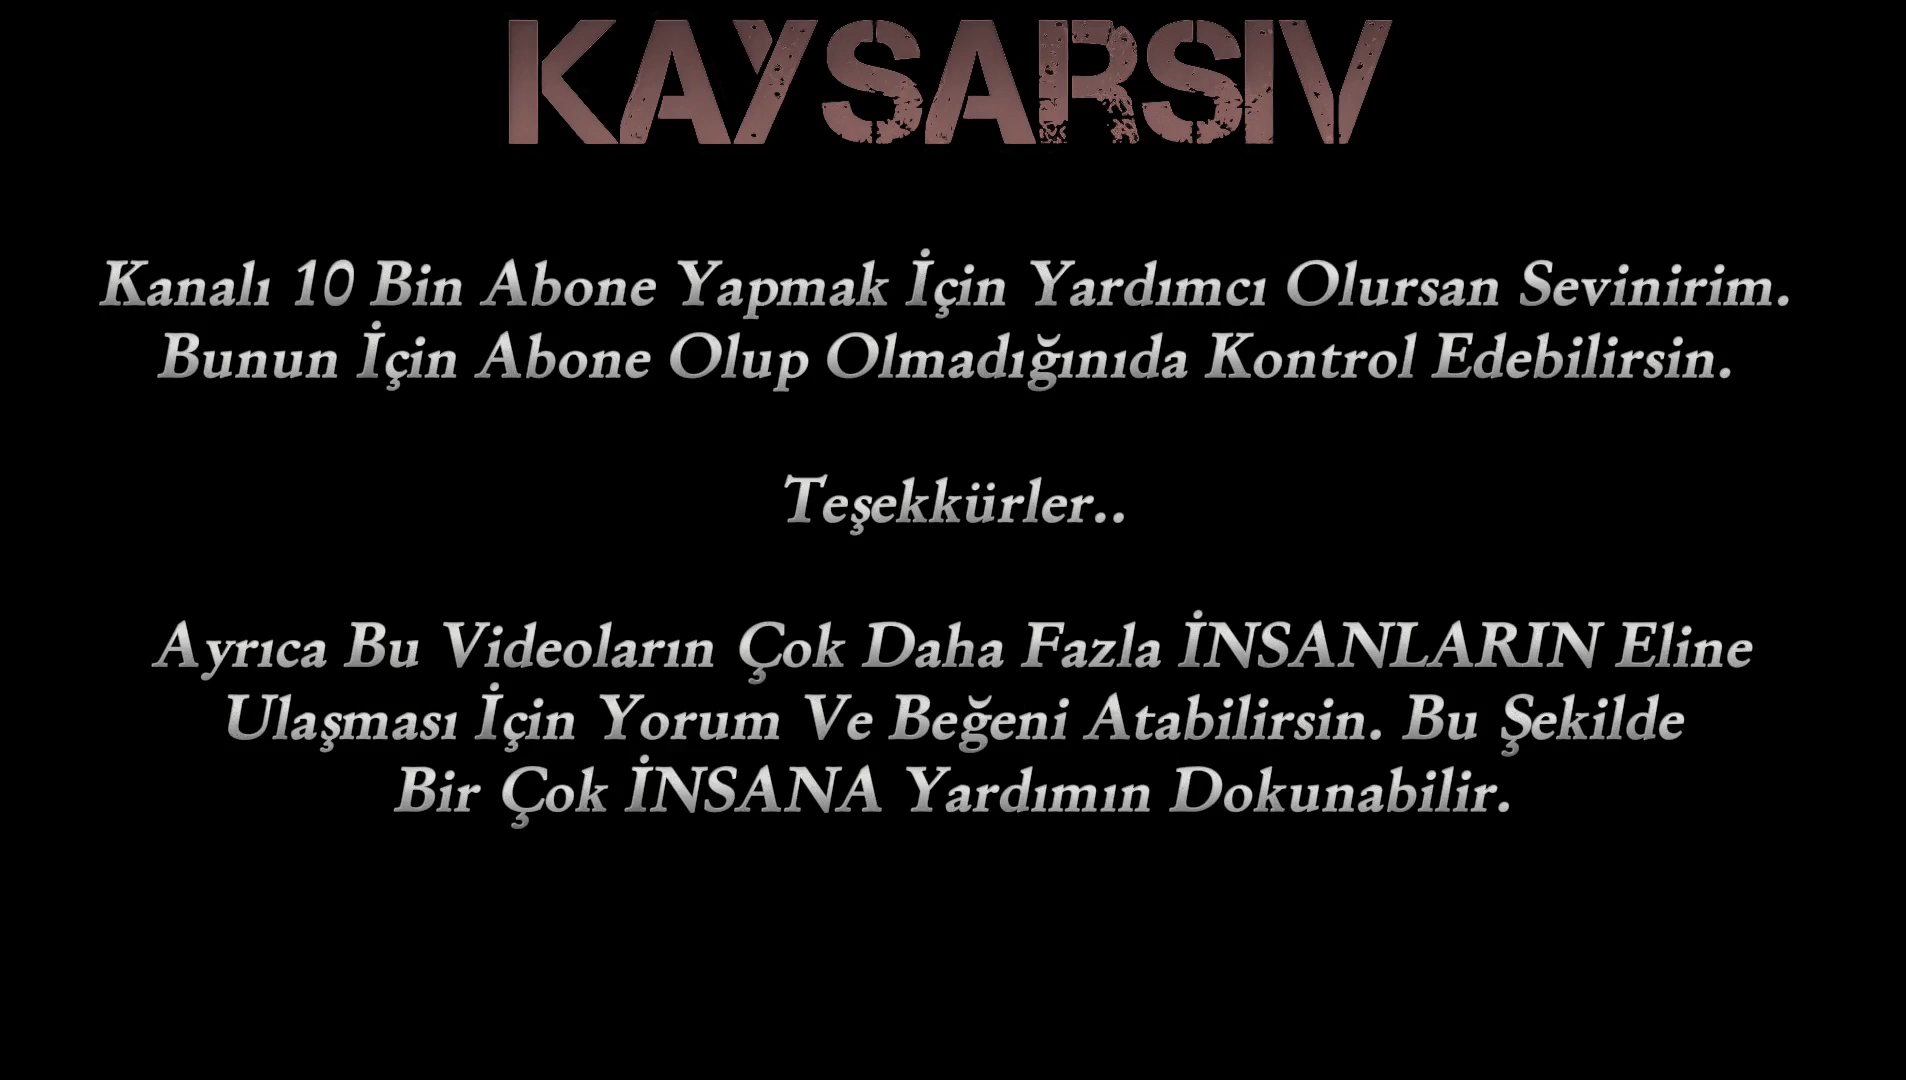 KAYSARSIV
Kanalı 10 Bin Abone Yapmak İçin Yardımcı Olursan Sevinirim.
Bunun İçin Abone Olup Olmadığınıda Kontrol Edebilirsin.
Teşekkürler..
Ayrıca Bu Videoların Çok Daha Fazla İNSANLARIN Eline
Ulaşması İçin Yorum Ve Beğeni Atabilirsin. Bu Şekilde
Bir Çok İNSANA Yardımın Dokunabilir.